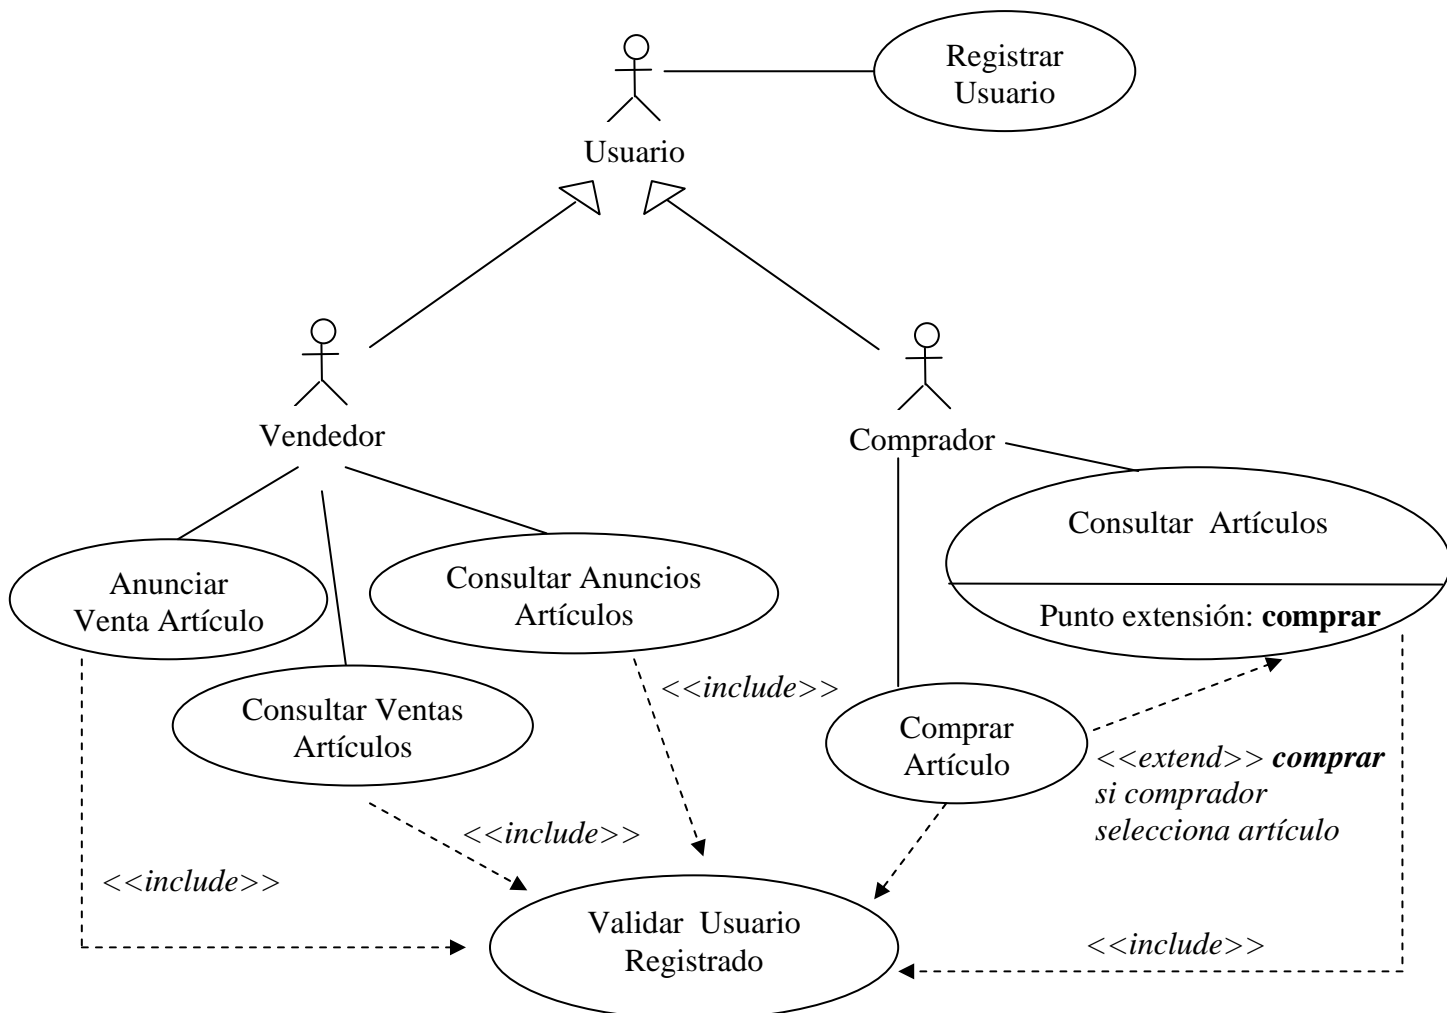 Registrar
Usuario
Usuario
Vendedor
Comprador
Consultar Artículos
Punto extensión: comprar
Anunciar
Venta Artículo
Consultar Anuncios
Artículos
Consultar Ventas
Artículos
<<include>>
Comprar
Artículo
<<extend>> comprar
si comprador
selecciona artículo
<<include>>
<<include>>
Validar Usuario
Registrado
<<include>>